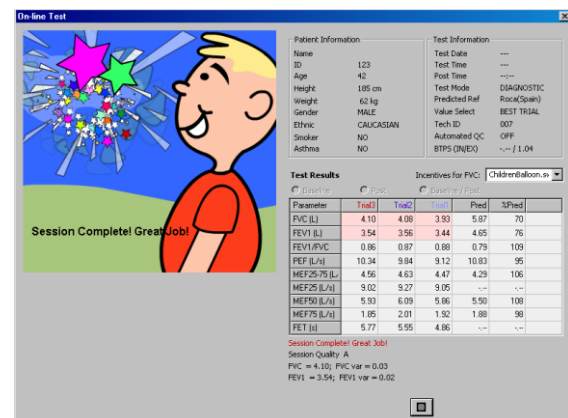 On-line Test
Session Complete! Great Job!
Patient Information
Name
ID 123
Age 42
Height 185 cm
Weight 62 kg
Gender MALE
Ethnic CAUCASIAN
Smoker NO
Asthma NO
Test Information
Test Date ---
Test Time ---
Post Time --:--
Test Mode DIAGNOSTIC
Predicted Ref Roca(Spain)
Value Select BEST TRIAL
Tech ID 007
Automated QC OFF
BTPS (IN/EX) -.-- / 1.04
Test Results Incentives for FVC: ChildrenBalloon.sw
Baseline Post Baseline / Post
Parameter Trial3 Trial2 Trial1 Pred %Pred
FVC (L) 4.10 4.08 3.93 5.87 70
FEV1 (L) 3.54 3.56 3.44 4.65 76
FEV1/FVC 0.86 0.87 0.88 0.79 109
PEF (L/s) 10.34 9.84 9.12 10.83 95
MEF25-75 (L/ 4.56 4.63 4.47 4.29 106
MEF25 (L/s) 9.02 9.27 9.05 -.-- -.--
MEF50 (L/s) 5.93 6.09 5.86 5.50 108
MEF75 (L/s) 1.85 2.01 1.92 1.88 98
FET (s) 5.77 5.55 4.86 -.-- -.--
Session Complete! Great Job!
Session Quality A
FVC = 4.10; FVC var = 0.03
FEV1 = 3.54; FEV1 var = 0.02